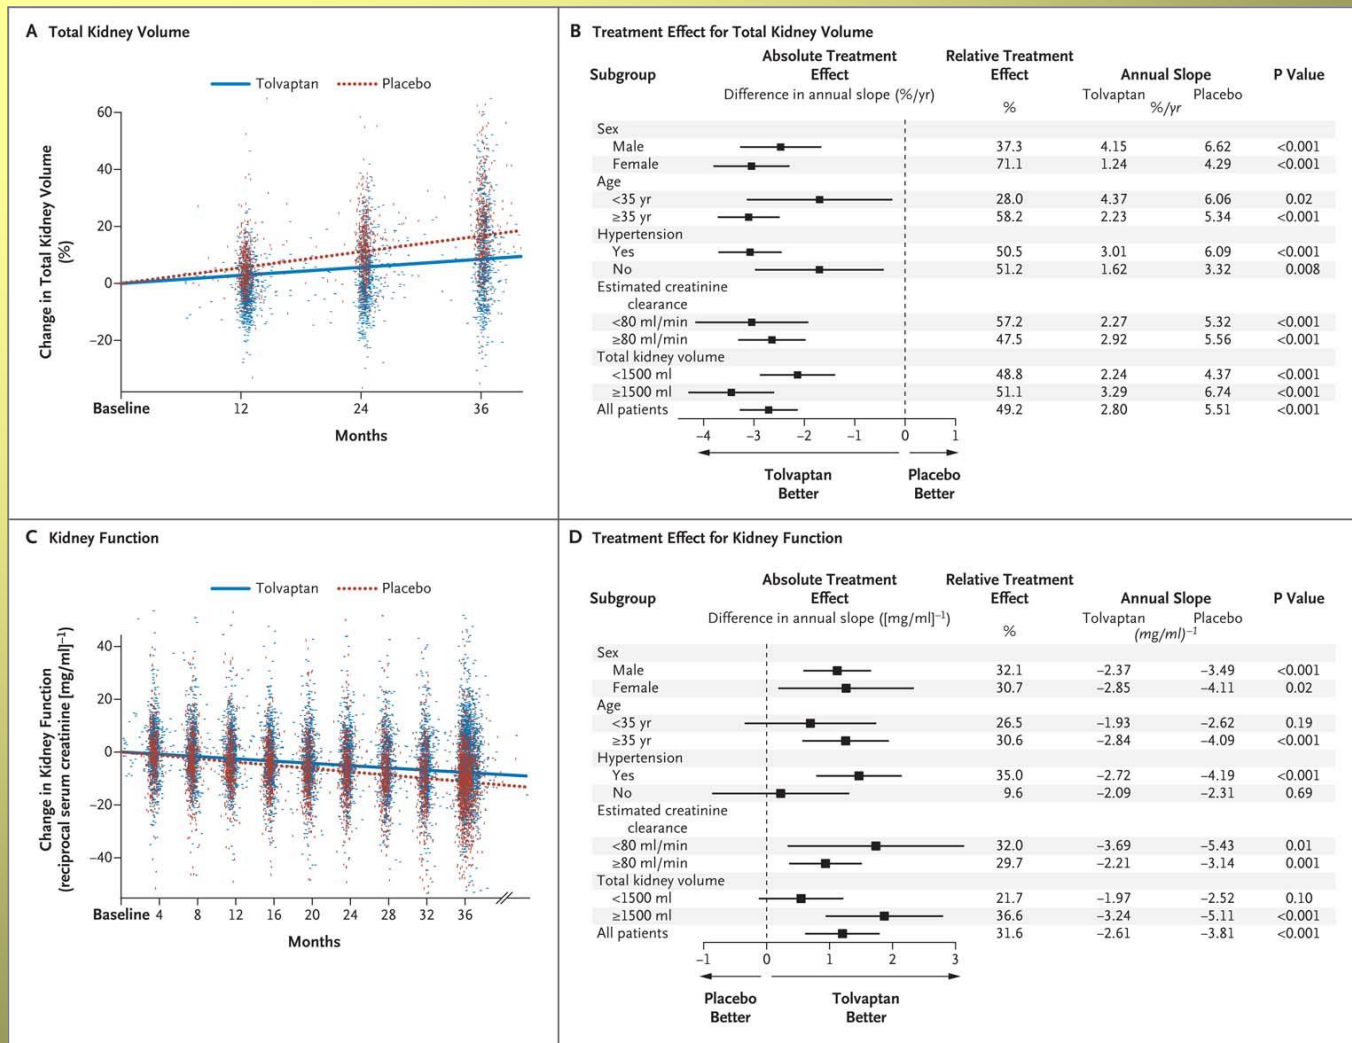 A Total Kidney Volume
Tolvaptan Placebo
Change in Total Kidney Volume
(%)
60
40
20
0
–20
Baseline 12 24 36
Months
B Treatment Effect for Total Kidney Volume
Subgroup Absolute Treatment Effect Relative Treatment Effect Annual Slope P Value
Difference in annual slope (%/yr) % Tolvaptan Placebo
%/yr
Sex
Male 37.3 4.15 6.62 <0.001
Female 71.1 1.24 4.29 <0.001
Age
<35 yr 28.0 4.37 6.06 0.02
≥35 yr 58.2 2.23 5.34 <0.001
Hypertension
Yes 50.5 3.01 6.09 <0.001
No 51.2 1.62 3.32 0.008
Estimated creatinine
clearance
<80 ml/min 57.2 2.27 5.32 <0.001
≥80 ml/min 47.5 2.92 5.56 <0.001
Total kidney volume
<1500 ml 48.8 2.24 4.37 <0.001
≥1500 ml 51.1 3.29 6.74 <0.001
All patients 49.2 2.80 5.51 <0.001
–4 –3 –2 –1 0 1
Tolvaptan Placebo
Better Better
C Kidney Function
Tolvaptan Placebo
Change in Kidney Function
(reciprocal serum creatinine [mg/ml]⁻¹)
40
20
0
–20
–40
Baseline 4 8 12 16 20 24 28 32 36
Months
D Treatment Effect for Kidney Function
Subgroup Absolute Treatment Effect Relative Treatment Effect Annual Slope P Value
Difference in annual slope ([mg/ml]⁻¹) % Tolvaptan Placebo
(mg/ml)⁻¹
Sex
Male 32.1 –2.37 –3.49 <0.001
Female 30.7 –2.85 –4.11 0.02
Age
<35 yr 26.5 –1.93 –2.62 0.19
≥35 yr 30.6 –2.84 –4.09 <0.001
Hypertension
Yes 35.0 –2.72 –4.19 <0.001
No 9.6 –2.09 –2.31 0.69
Estimated creatinine
clearance
<80 ml/min 32.0 –3.69 –5.43 0.01
≥80 ml/min 29.7 –2.21 –3.14 0.001
Total kidney volume
<1500 ml 21.7 –1.97 –2.52 0.10
≥1500 ml 36.6 –3.24 –5.11 <0.001
All patients 31.6 –2.61 –3.81 <0.001
–1 0 1 2 3
Placebo Tolvaptan
Better Better